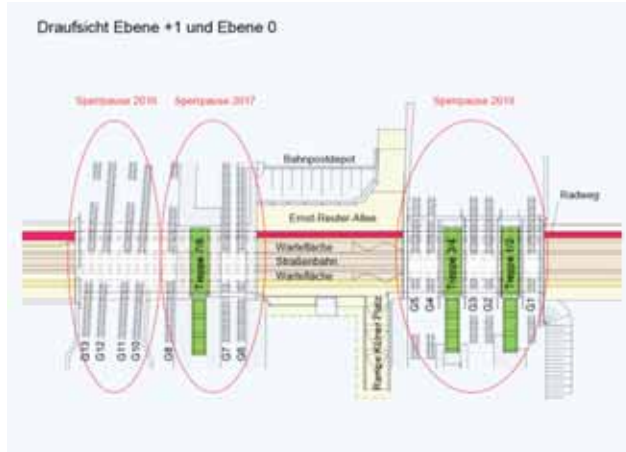 Draufsicht Ebene +1 und Ebene 0
Sperrpause 2016
Sperrpause 2017
Sperrpause 2019
Bahnpostdepot
Radweg
Ernst-Reuter-Allee
Wartefläche
Straßenbahn
Wartefläche
Treppe 7/8
Treppe 3/4
Treppe 1/2
Rampe Kölner Platz
G13
G12
G11
G10
G8
G7
G6
G5
G4
G3
G2
G1